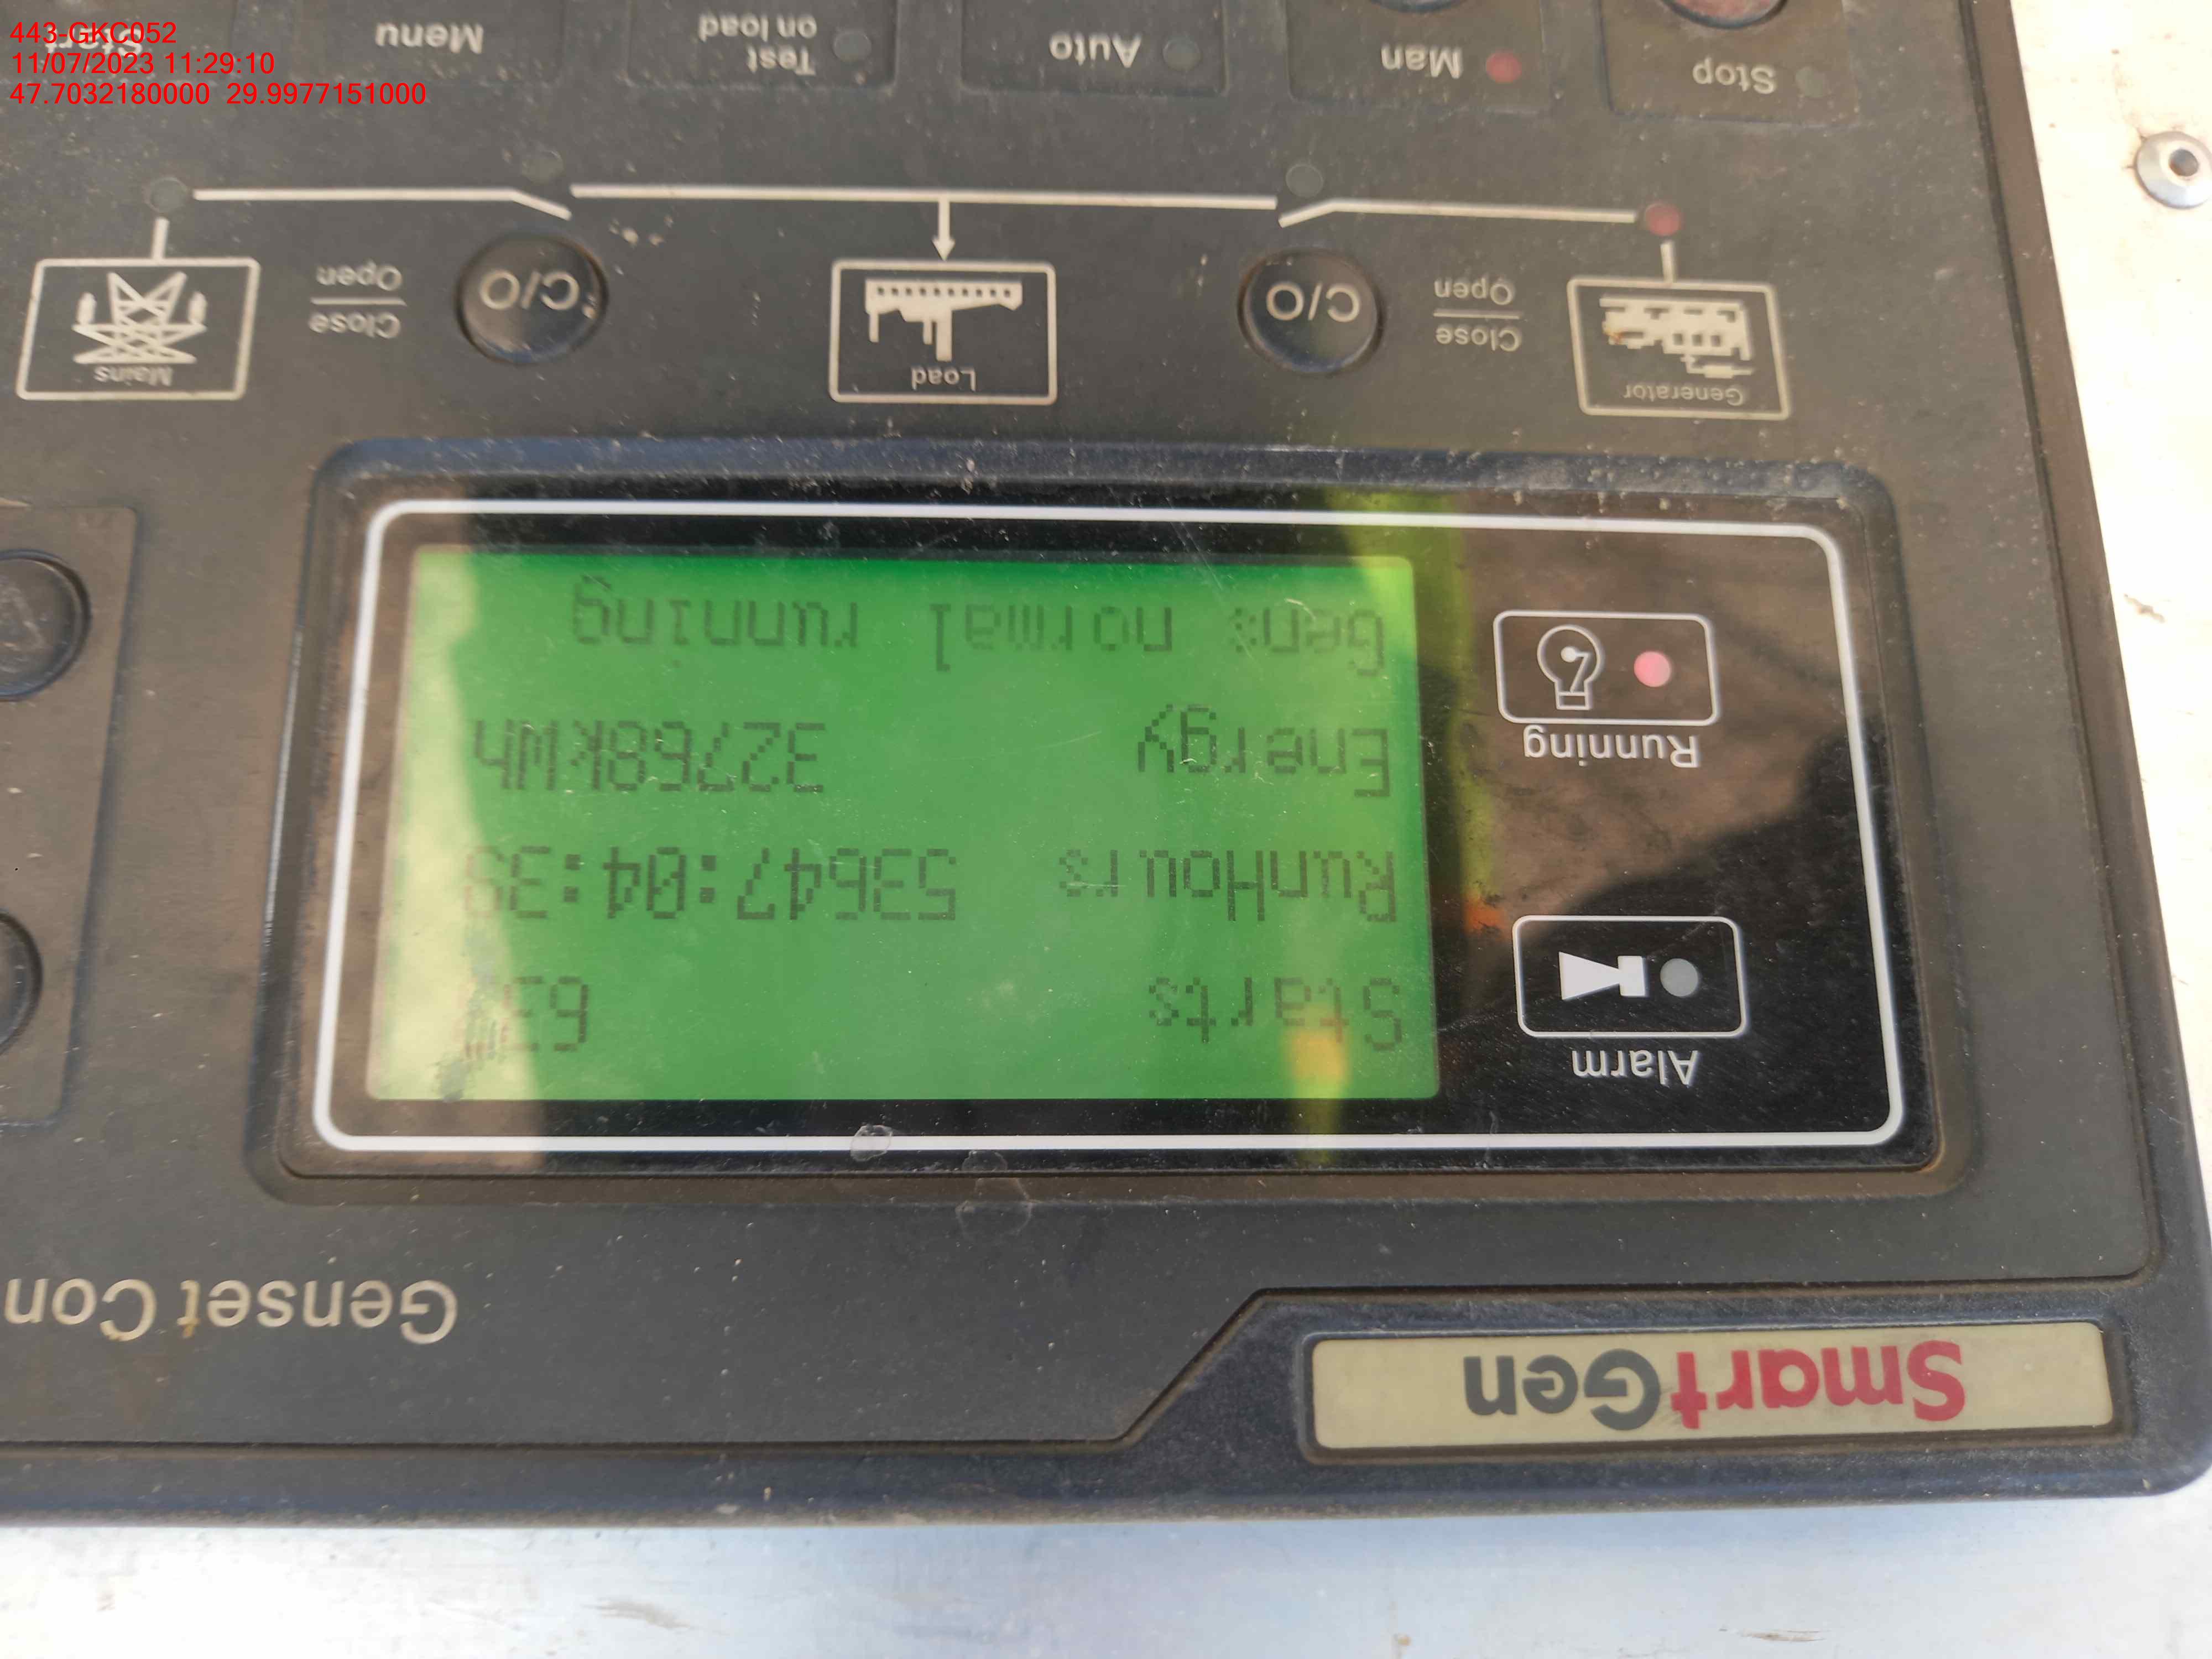 443-GKC052
11/07/2023 11:29:10
47.7032180000 29.9977151000
SmartGen
Genset Con
Alarm
Running
Starts
RunHours 53647:04:39
Energy 32768kWh
Gens normal running
Generator
Close
Open
C/O
Load
C/O
Close
Open
Mains
Stop
Man
Auto
Test
on load
Menu
Start